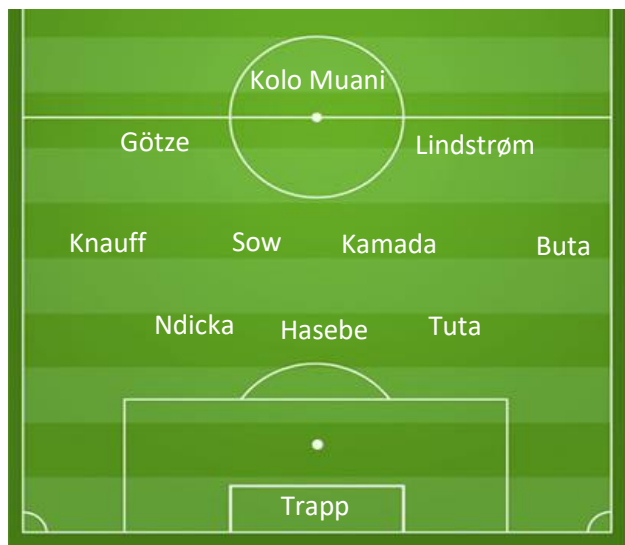 Kolo Muani
Götze Lindstrøm
Knauff Sow Kamada Buta
Ndicka Hasebe Tuta
Trapp